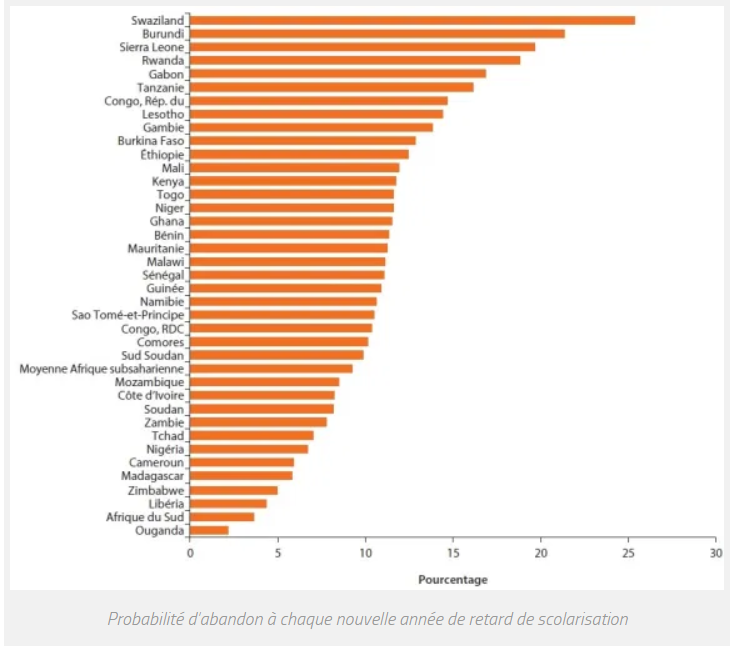 Swaziland
Burundi
Sierra Leone
Rwanda
Gabon
Tanzanie
Congo, Rép. du
Lesotho
Gambie
Burkina Faso
Éthiopie
Mali
Kenya
Togo
Niger
Ghana
Bénin
Mauritanie
Malawi
Sénégal
Guinée
Namibie
Sao Tomé-et-Principe
Congo, RDC
Comores
Sud Soudan
Moyenne Afrique subsaharienne
Mozambique
Côte d'Ivoire
Soudan
Zambie
Tchad
Nigéria
Cameroun
Madagascar
Zimbabwe
Libéria
Afrique du Sud
Ouganda
0 5 10 15 20 25 30
Pourcentage
Probabilité d'abandon à chaque nouvelle année de retard de scolarisation